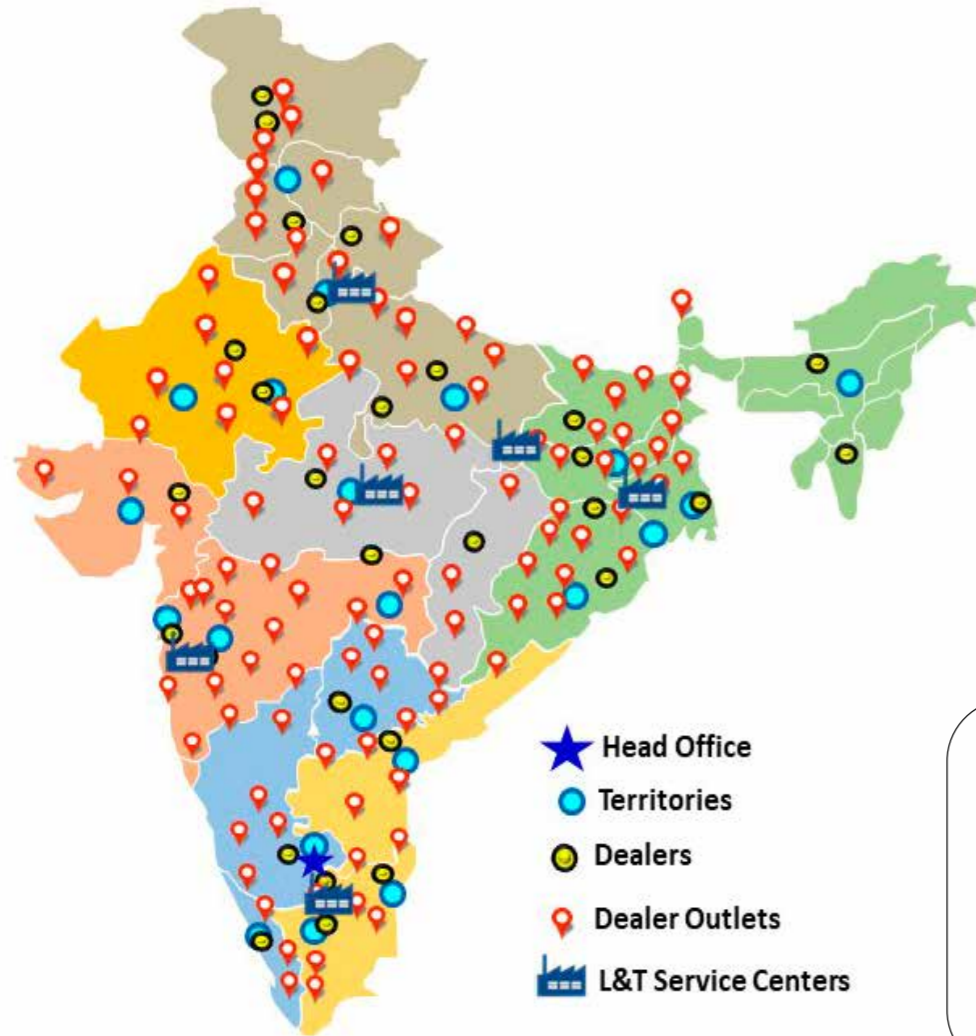 Head Office
Territories
Dealers
Dealer Outlets
L&T Service Centers